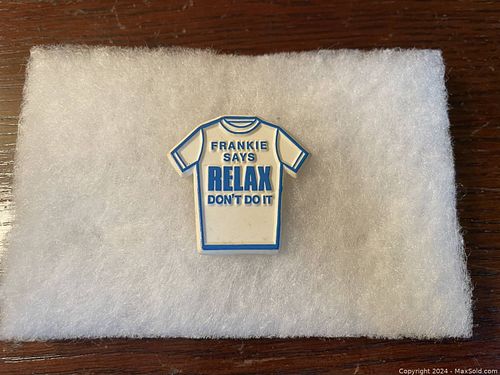 FRANKIE
SAYS
RELAX
DON'T DO IT
Copyright 2024 - MaxSold.com